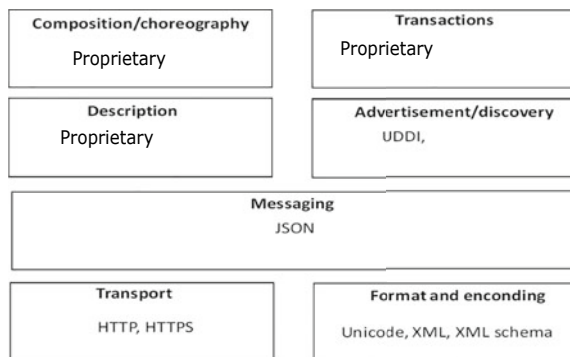 Composition/choreography
Proprietary
Transactions
Proprietary
Description
Proprietary
Advertisement/discovery
UDDI,
Messaging
JSON
Transport
HTTP, HTTPS
Format and enconding
Unicode, XML, XML schema